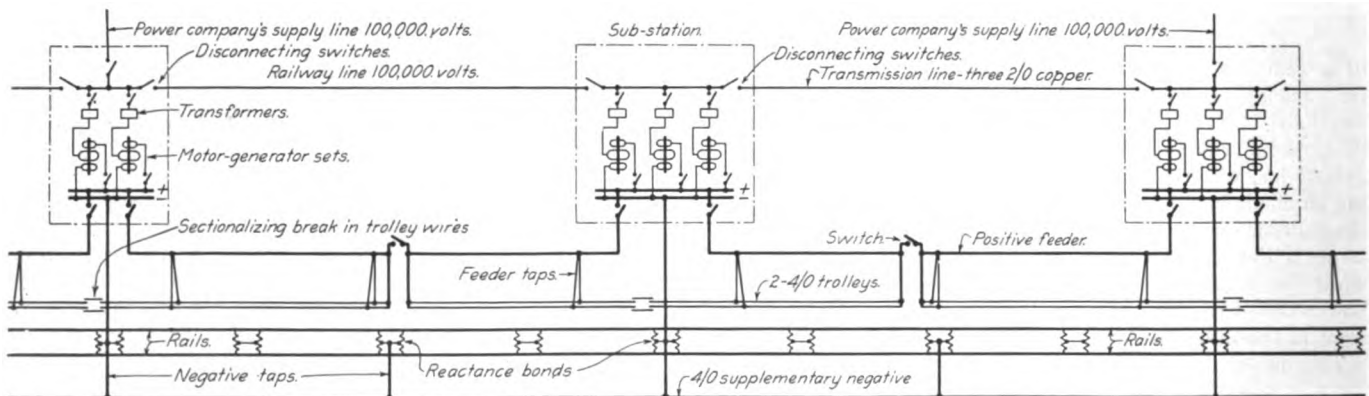 Power company's supply line 100,000 volts.
Sub-station.
Power company's supply line 100,000 volts.
Disconnecting switches.
Disconnecting switches.
Railway line 100,000 volts.
Transmission line-three 2/0 copper.
Transformers.
Motor-generator sets.
+
-
+
-
+
-
Sectionalizing break in trolley wires
Switch
Positive feeder.
Feeder taps.
2-4/0 trolleys.
Rails.
Rails.
Negative taps.
Reactance bonds
4/0 supplementary negative